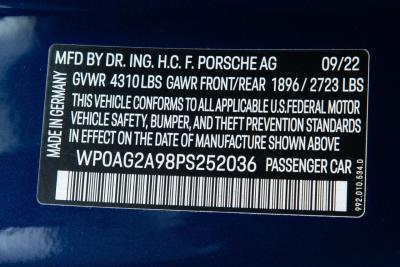 MFD BY DR. ING. H.C. F. PORSCHE AG 09/22
GVWR 4310 LBS GAWR FRONT/REAR 1896 / 2723 LBS
THIS VEHICLE CONFORMS TO ALL APPLICABLE U.S.FEDERAL MOTOR
VEHICLE SAFETY, BUMPER, AND THEFT PREVENTION STANDARDS
IN EFFECT ON THE DATE OF MANUFACTURE SHOWN ABOVE
WP0AG2A98PS252036 PASSENGER CAR
MADE IN GERMANY
992.010.534.D